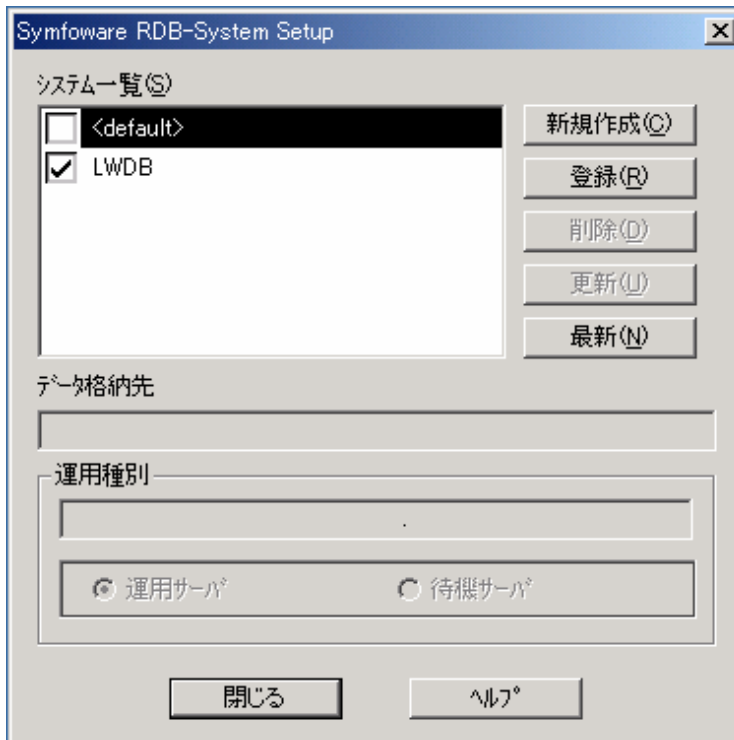 Symfoware RDB-System Setup
ｼｽﾃﾑ一覧(S)
<default>
LWDB
新規作成(C)
登録(R)
削除(D)
更新(U)
最新(N)
ﾃﾞｰﾀ格納先
運用種別
.
運用ｻｰﾊﾞ
待機ｻｰﾊﾞ
閉じる
ﾍﾙﾌﾟ